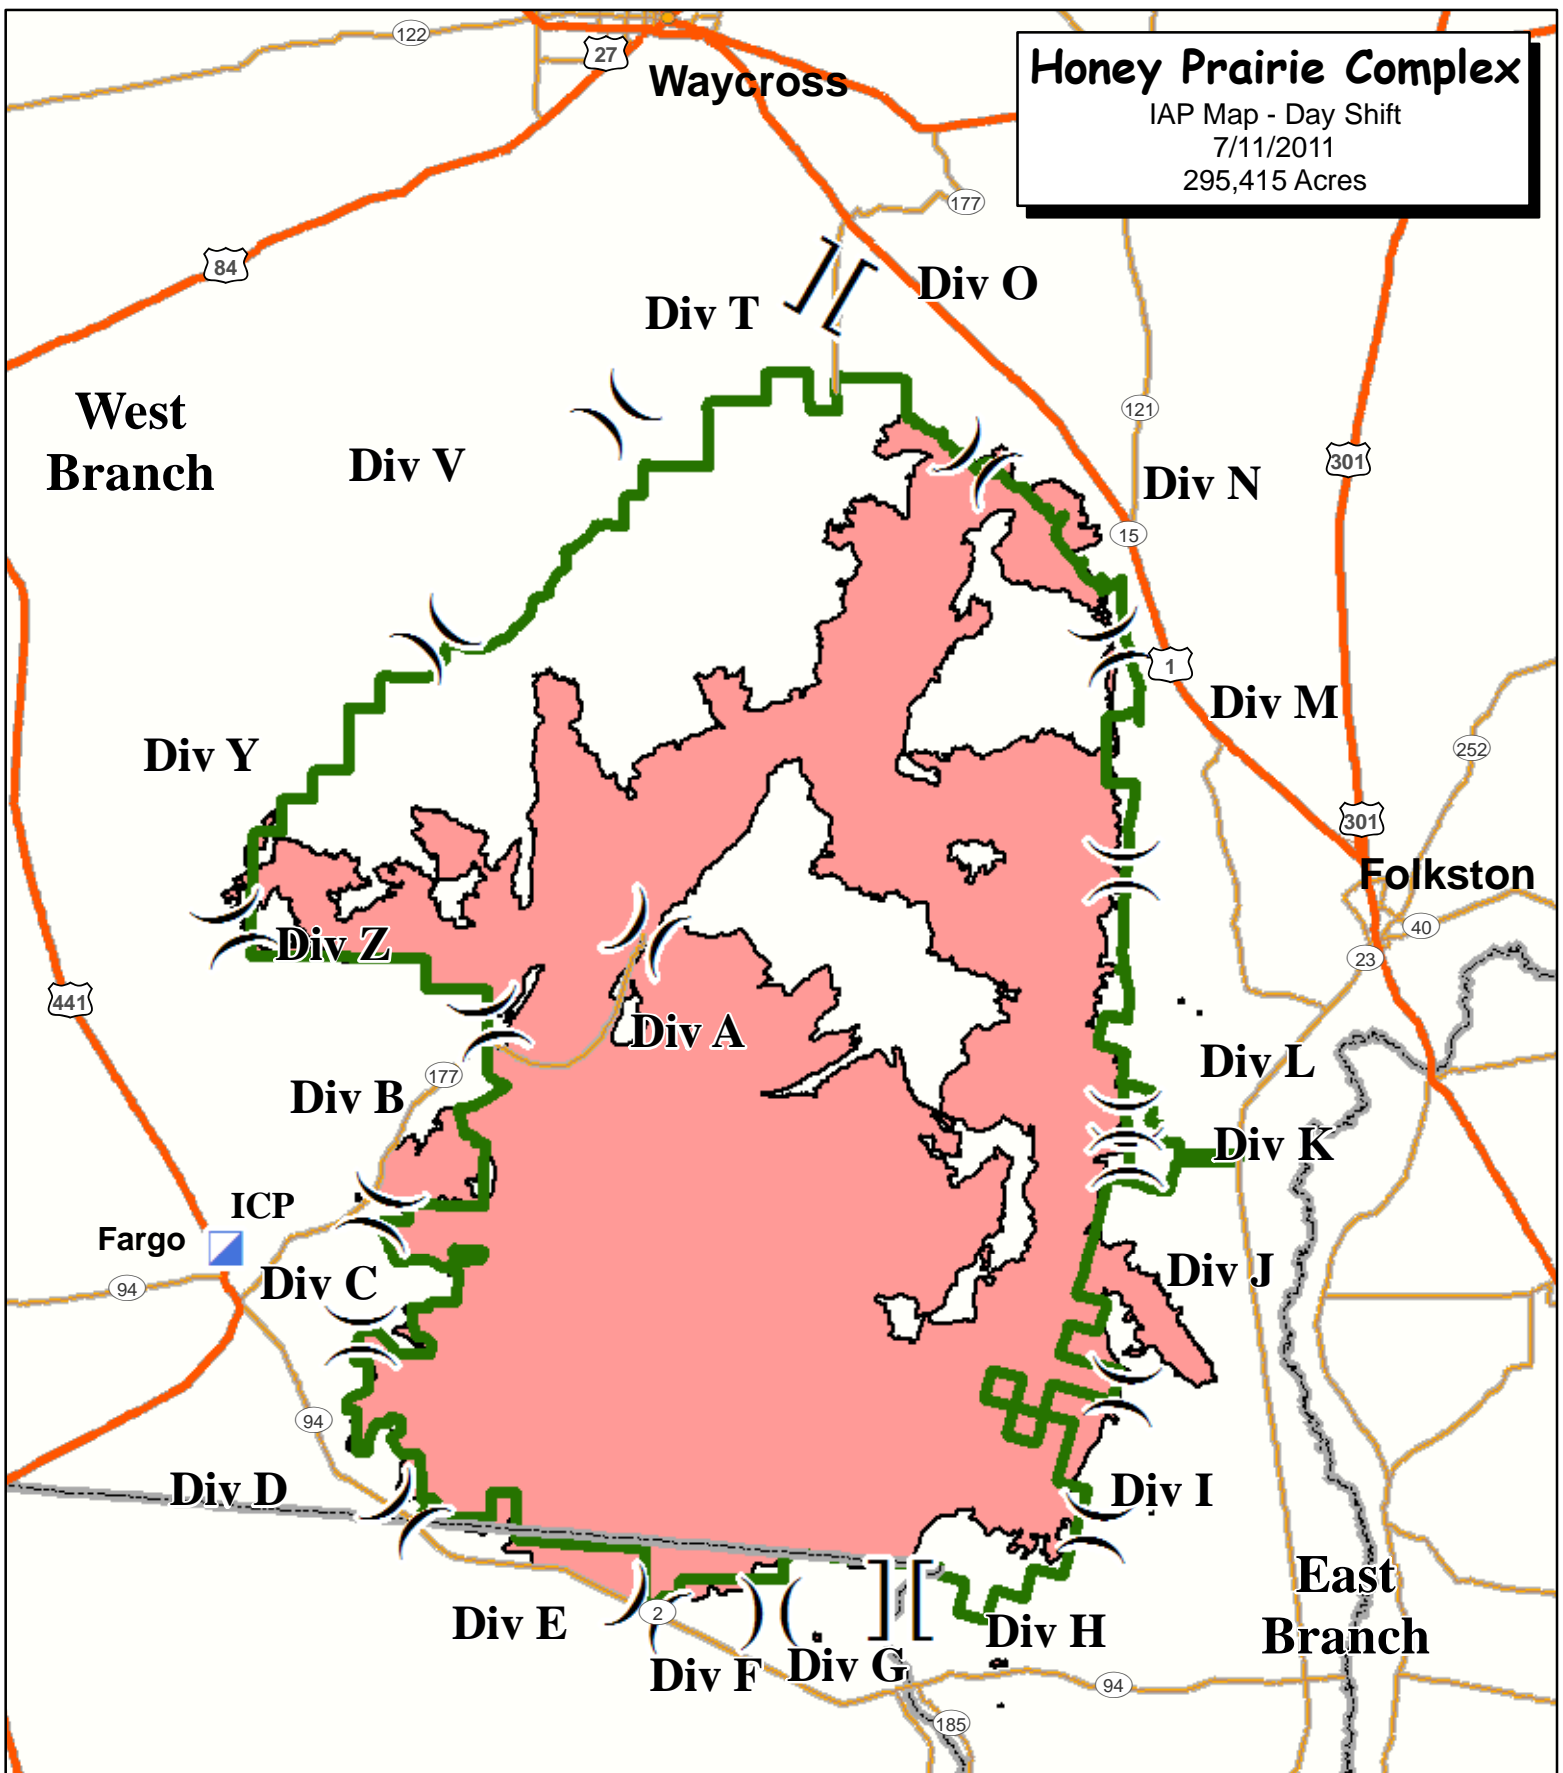 Honey Prairie Complex
IAP Map - Day Shift
7/11/2011
295,415 Acres
122
27
Waycross
177
84
Div O
Div T
West
Branch
121
Div V
301
Div N
15
1
Div M
Div Y
252
301
Folkston
40
Div Z
23
441
Div A
Div L
177
Div B
Div K
ICP
Fargo
Div J
Div C
94
94
Div D
Div I
East
Branch
2
Div E
Div H
Div G
Div F
94
185